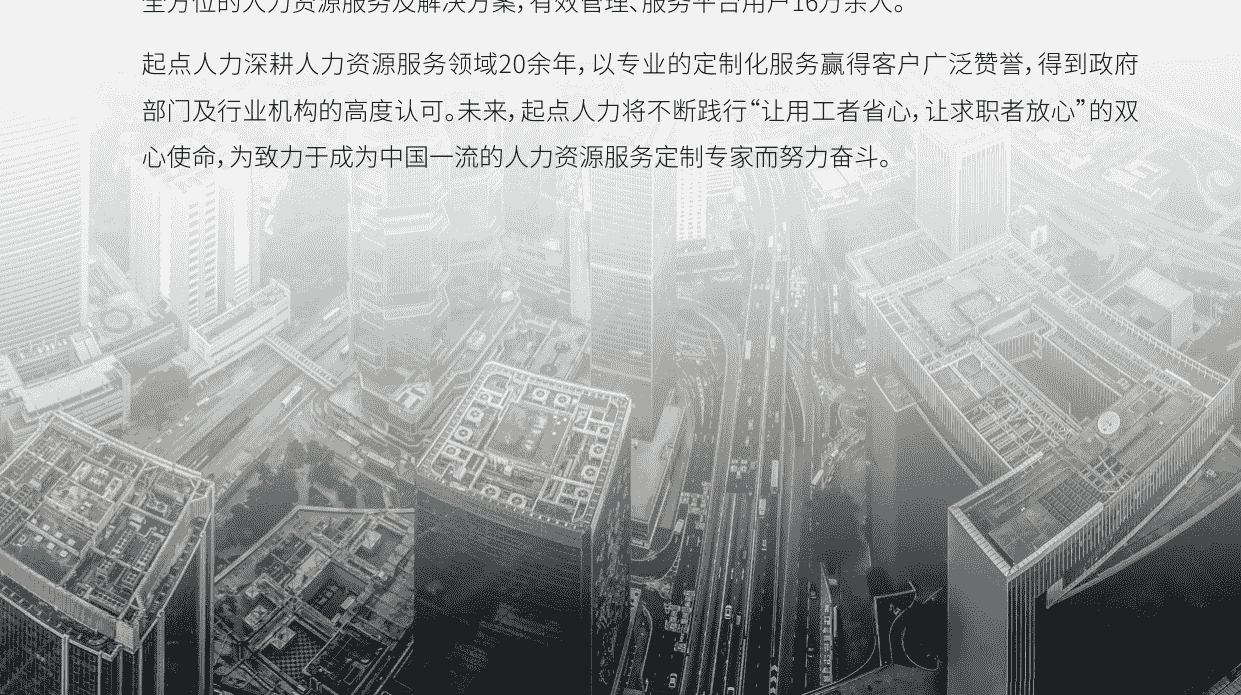 全方位的人力资源服务及解决方案，有效管理、服务平台用户16万余人。
起点人力深耕人力资源服务领域20余年，以专业的定制化服务赢得客户广泛赞誉，得到政府
部门及行业机构的高度认可。未来，起点人力将不断践行“让用工者省心，让求职者放心”的双
心使命，为致力于成为中国一流的人力资源服务定制专家而努力奋斗。